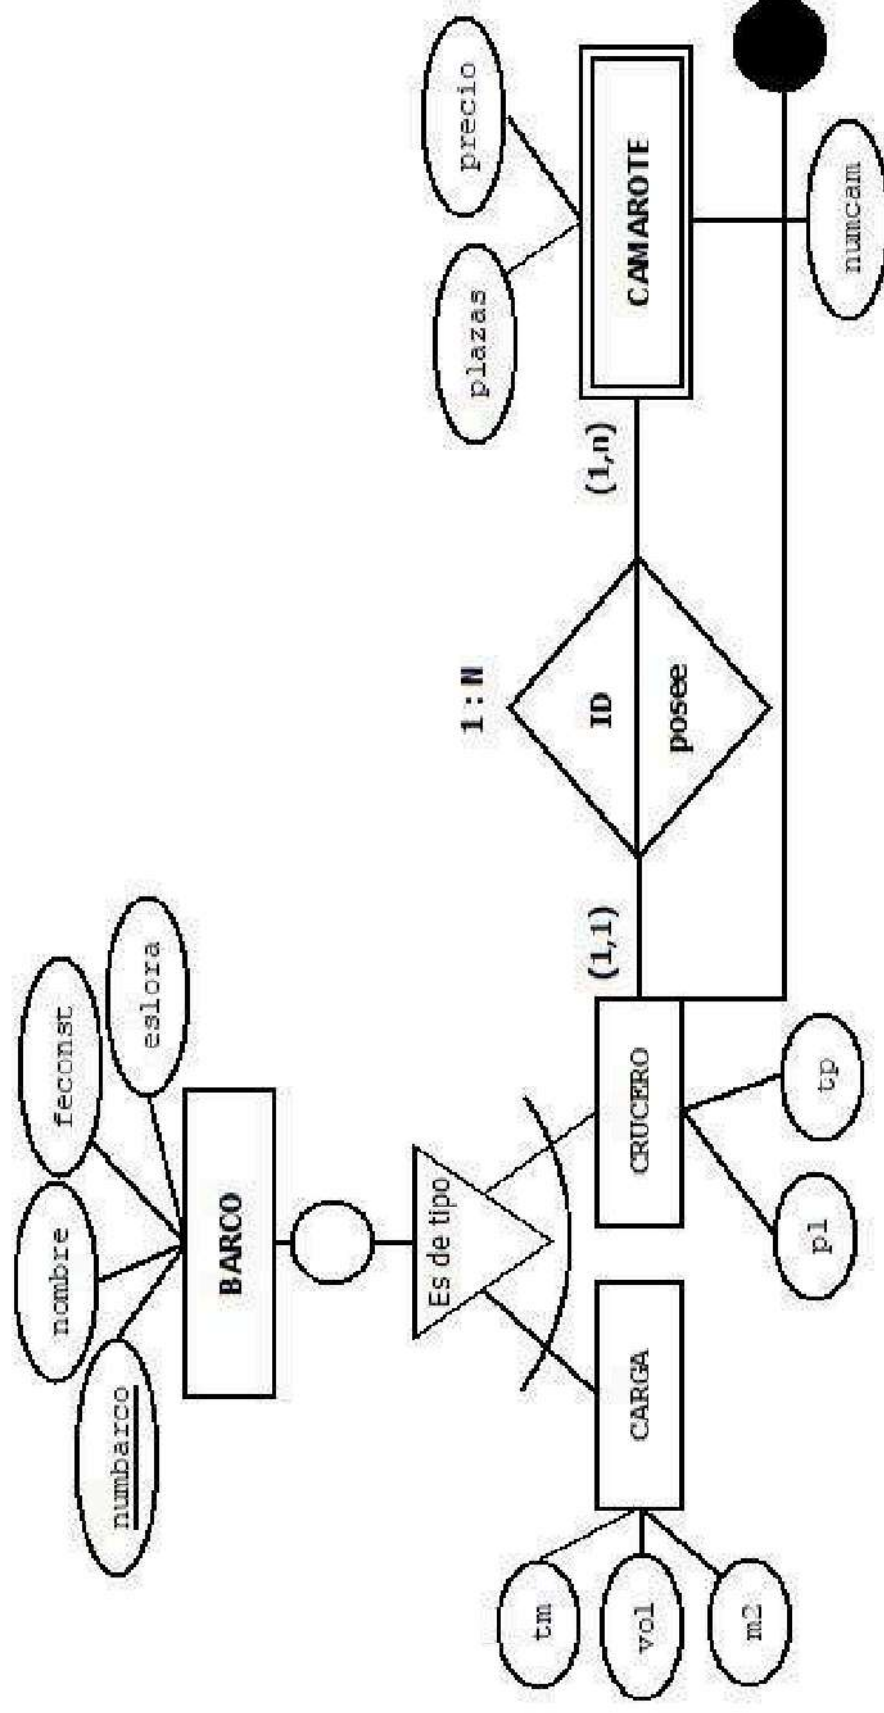 numbarco
nombre
feconst
eslora
BARCO
Es de tipo
tm
vol
m2
CARGA
CRUCERO
pl
tp
(1,1)
1:N
ID
posee
(1,n)
plazas
precio
CAMAROTE
numcam